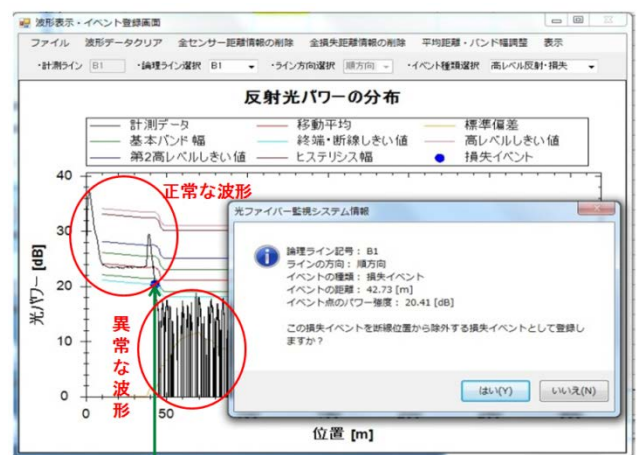 波形表示・イベント登録画面
ファイル 波形データクリア 全センサー距離情報の削除 全損失距離情報の削除 平均距離・バンド幅調整 表示
・計測ライン B1 ・論理ライン選択 B1 ・ライン方向選択 順方向 ・イベント種類選択 高レベル反射・損失
反射光パワーの分布
計測データ 移動平均 標準偏差
基本バンド幅 終端・断線しきい値 高レベルしきい値
第2高レベルしきい値 ヒステリシス幅 損失イベント
正常な波形
40
30
20
10
0
光パワー [dB]
異常な波形
0 50
位置 [m]
光ファイバー監視システム情報
論理ライン記号: B1
ラインの方向: 順方向
イベントの種類: 損失イベント
イベントの距離: 42.73 [m]
イベント点のパワー強度: 20.41 [dB]
この損失イベントを断線位置から除外する損失イベントとして登録し
ますか?
はい(Y) いいえ(N)